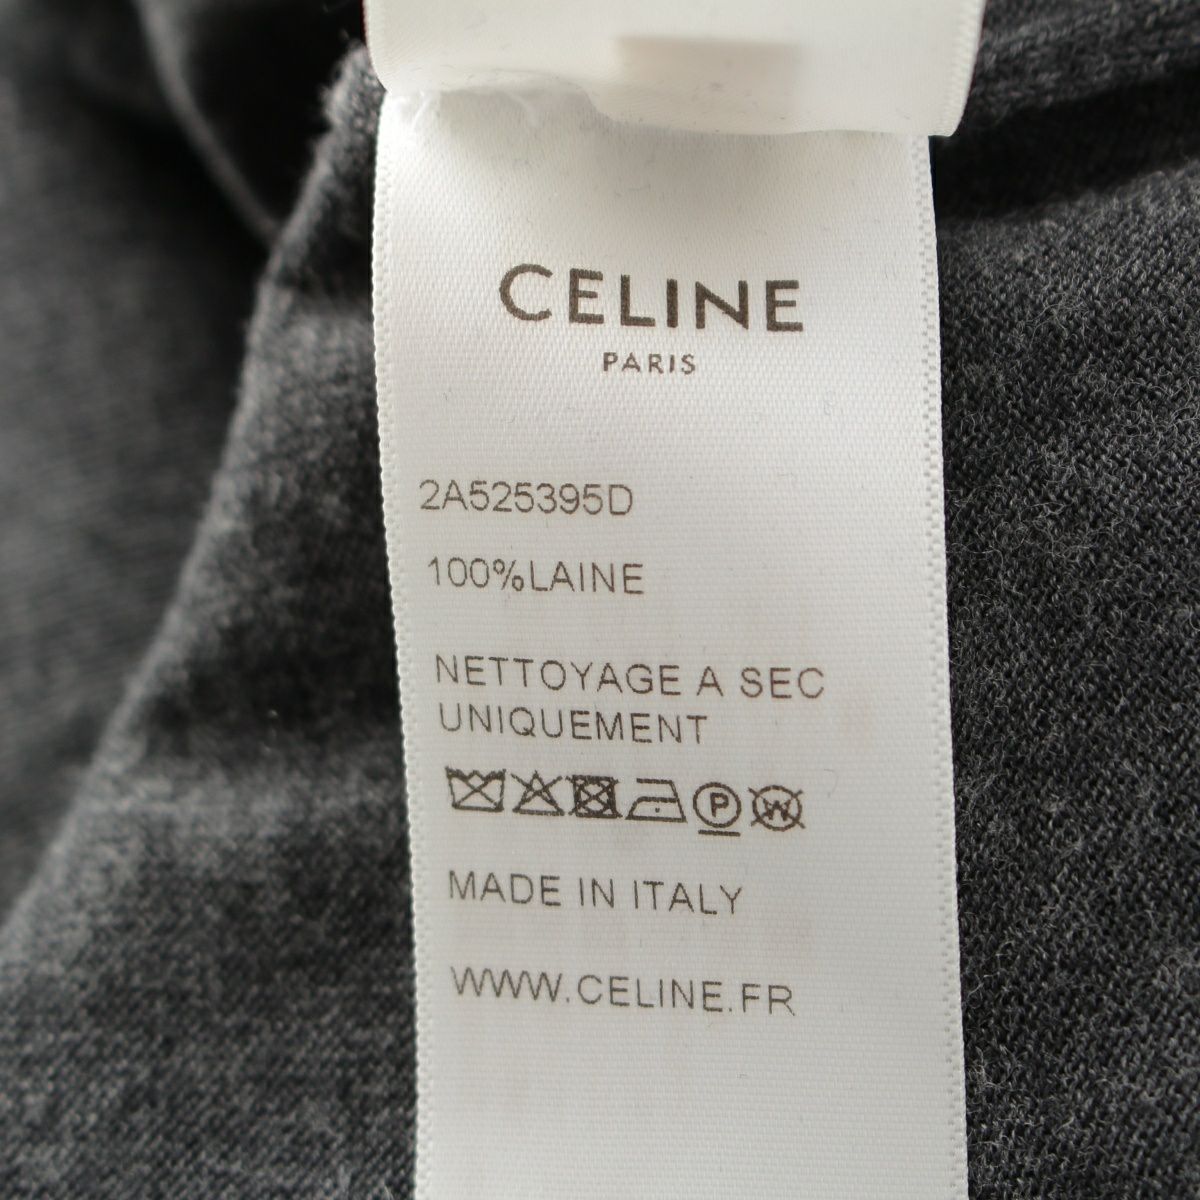 CELINE
PARIS
2A525395D
100%LAINE
NETTOYAGE A SEC
UNIQUEMENT
P W
MADE IN ITALY
WWW.CELINE.FR